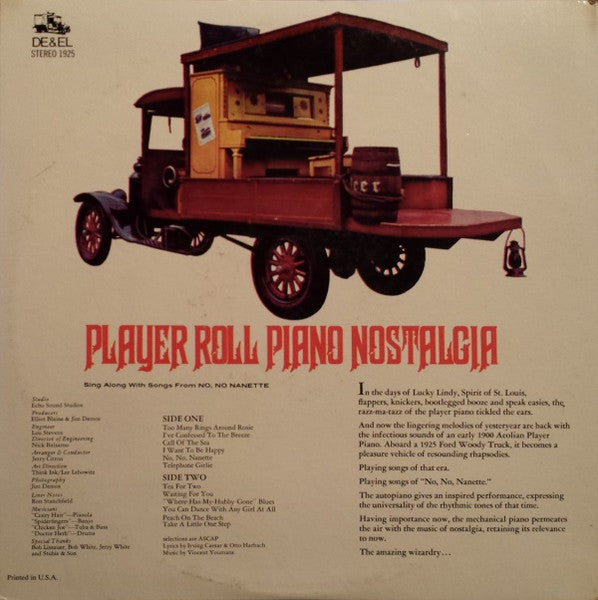 DE&EL
STEREO 1925
eer
PLAYER ROLL PIANO NOSTALGIA
Sing Along With Songs From NO, NO NANETTE
Studio
Echo Sound Studios
Producers
Elliot Blaine & Jim Demos
Engineer
Lou Stevens
Director of Engineering
Nick Balsamo
Arranger & Conductor
Jerry Citrus
Art Direction
Think Ink/Lee Lebowitz
Photography
Jim Demos
Liner Notes
Ron Stanchfield
Musicians
"Crazy Hair"—Pianola
"Spiderfingers"—Banjo
"Chicken Joe"—Tuba & Bass
"Doctor Herb"—Drums
Special Thanks
Bob Lissauer, Bob White, Jerry White
and Stubis & Son
SIDE ONE
Too Many Rings Around Rosie
I've Confessed To The Breeze
Call Of The Sea
I Want To Be Happy
No, No, Nanette
Telephone Girlie
SIDE TWO
Tea For Two
Waiting For You
"Where-Has-My-Hubby-Gone" Blues
You Can Dance With Any Girl At All
Peach On The Beach
Take A Little One Step
selections are ASCAP
Lyrics by Irving Caesar & Otto Harbach
Music by Vincent Youmans
In the days of Lucky Lindy, Spirit of St. Louis,
flappers, knickers, bootlegged booze and speak easies, the
razz-ma-tazz of the player piano tickled the ears.
And now the lingering melodies of yesteryear are back with
the infectious sounds of an early 1900 Aeolian Player
Piano. Aboard a 1925 Ford Woody Truck, it becomes a
pleasure vehicle of resounding rhapsodies.
Playing songs of that era.
Playing songs of "No, No, Nanette."
The autopiano gives an inspired performance, expressing
the universality of the rhythmic tones of that time.
Having importance now, the mechanical piano permeates
the air with the music of nostalgia, retaining its relevance
to now.
The amazing wizardry...
Printed in U.S.A.